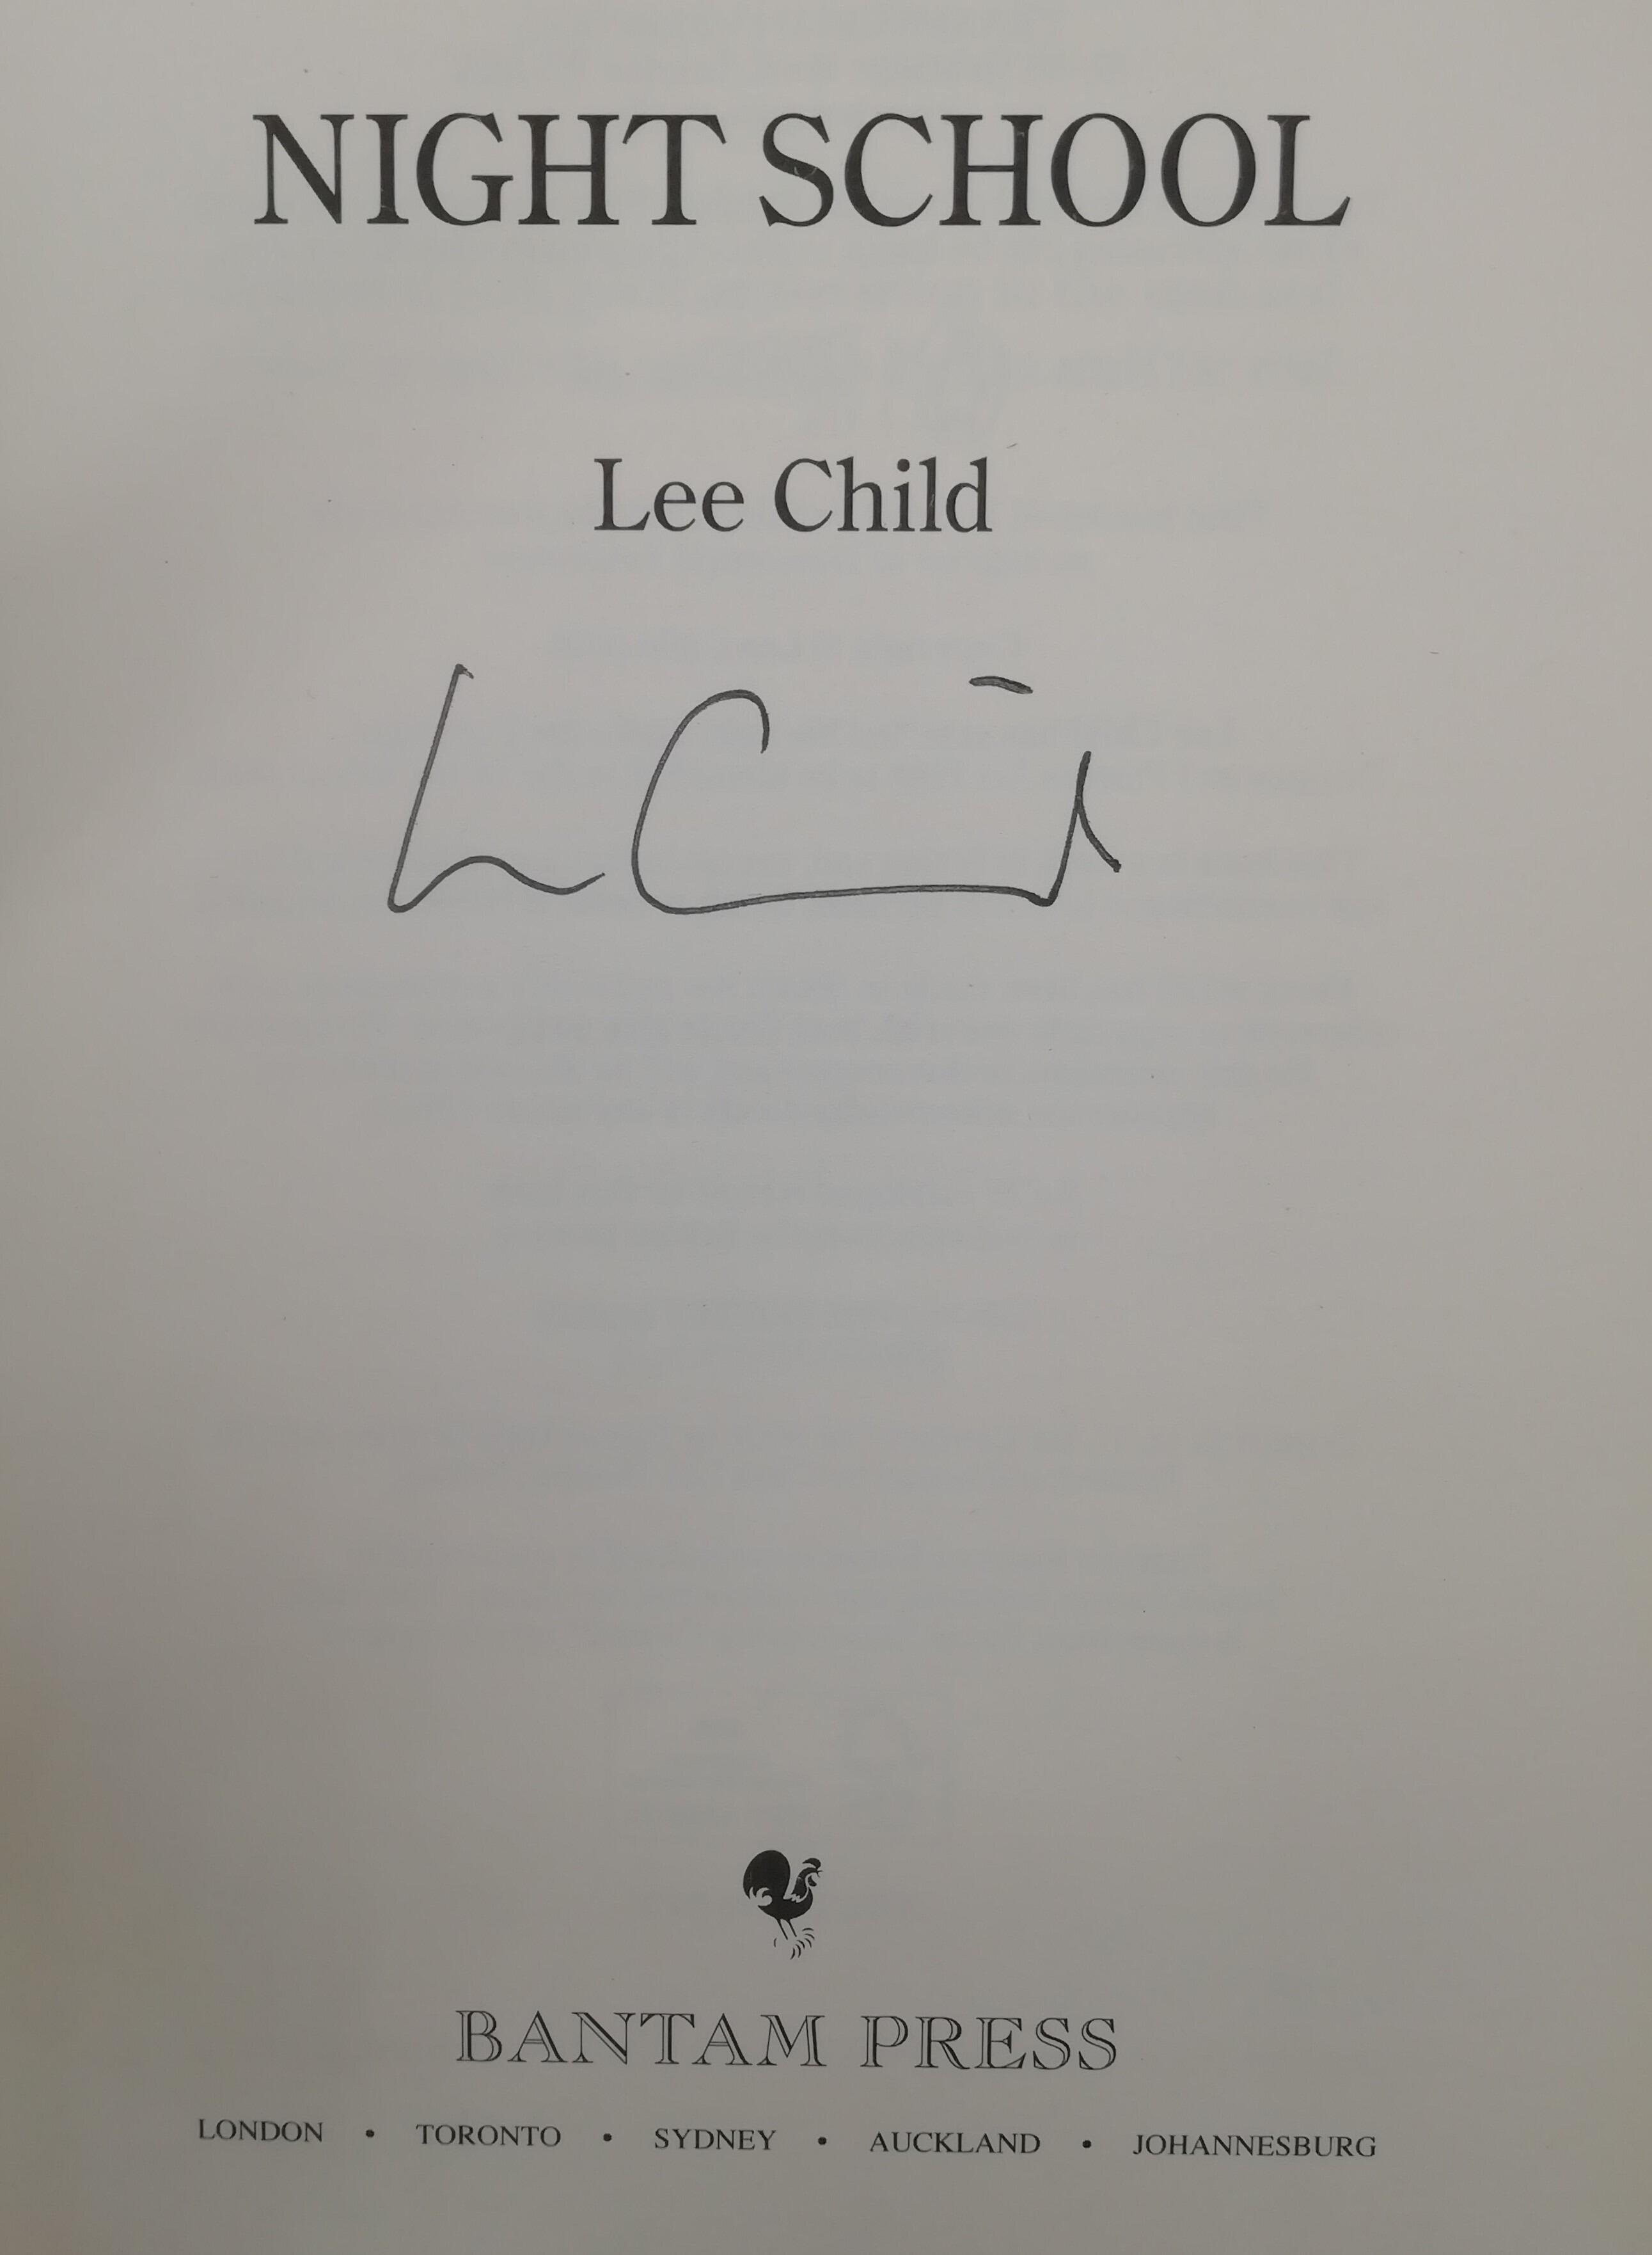 NIGHT SCHOOL
Lee Child
BANTAM PRESS
LONDON • TORONTO • SYDNEY • AUCKLAND • JOHANNESBURG